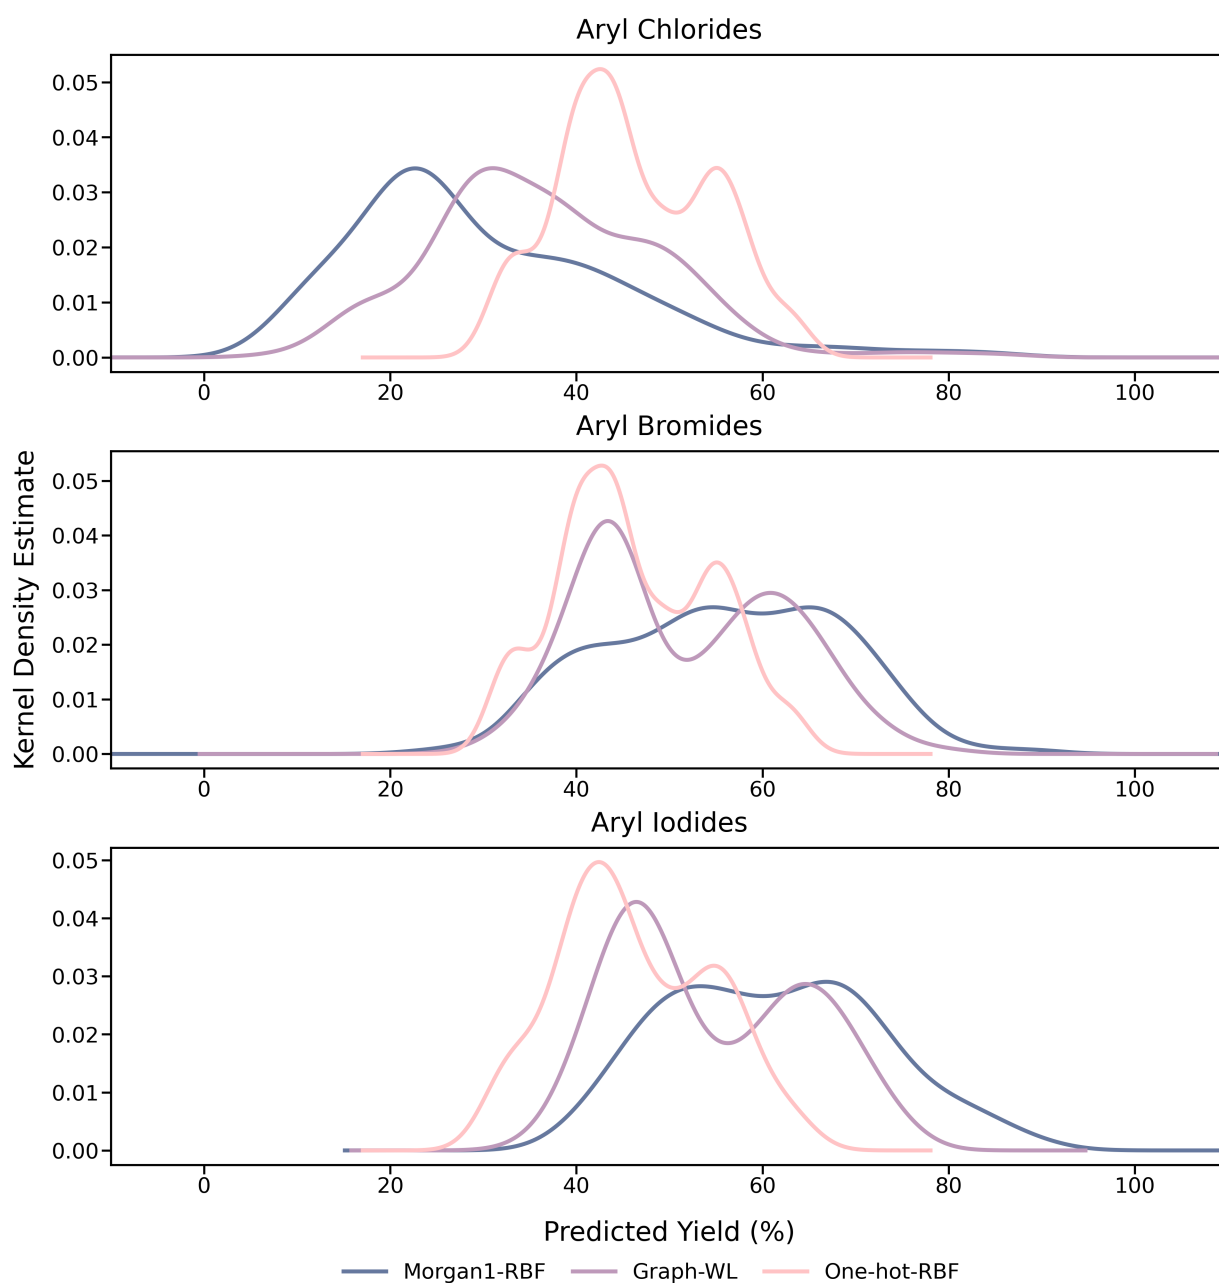 Aryl Chlorides
0.05
0.04
0.03
0.02
0.01
0.00
0 20 40 60 80 100
Aryl Bromides
Kernel Density Estimate
0.05
0.04
0.03
0.02
0.01
0.00
0 20 40 60 80 100
Aryl Iodides
0.05
0.04
0.03
0.02
0.01
0.00
0 20 40 60 80 100
Predicted Yield (%)
Morgan1-RBF Graph-WL One-hot-RBF